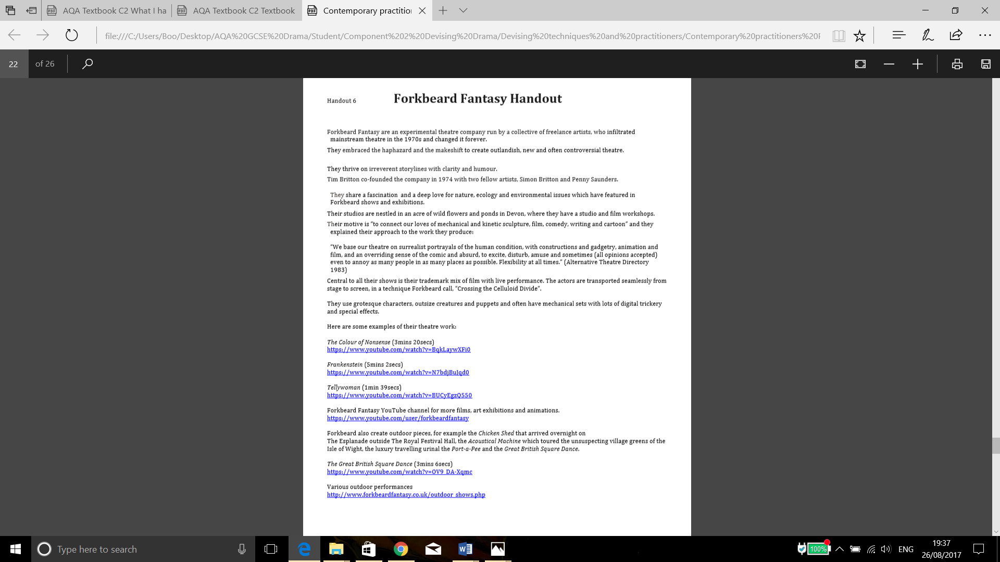 AQA Textbook C2 What I ha
AQA Textbook C2 Textbook
Contemporary practitio
file:///C:/Users/Boo/Desktop/AQA%20GCSE%20Drama/Student/Component%202%20Devising%20Drama/Devising%20techniques%20and%20practitioners/Contemporary%20practitioners%20F
22 of 26
Handout 6 Forkbeard Fantasy Handout
Forkbeard Fantasy are an experimental theatre company run by a collective of freelance artists, who infiltrated
mainstream theatre in the 1970s and changed it forever.
They embraced the haphazard and the makeshift to create outlandish, new and often controversial theatre.
They thrive on irreverent storylines with clarity and humour.
Tim Britton co-founded the company in 1974 with two fellow artists, Simon Britton and Penny Saunders.
They share a fascination and a deep love for nature, ecology and environmental issues which have featured in
Forkbeard shows and exhibitions.
Their studios are nestled in an acre of wild flowers and ponds in Devon, where they have a studio and film workshops.
Their motive is "to connect our loves of mechanical and kinetic sculpture, film, comedy, writing and cartoon" and they
explained their approach to the work they produce:
"We base our theatre on surrealist portrayals of the human condition, with constructions and gadgetry, animation and
film, and an overriding sense of the comic and absurd, to excite, disturb, amuse and sometimes (all opinions accepted)
even to annoy as many people in as many places as possible. Flexibility at all times." (Alternative Theatre Directory
1983)
Central to all their shows is their trademark mix of film with live performance. The actors are transported seamlessly from
stage to screen, in a technique Forkbeard call, "Crossing the Celluloid Divide".
They use grotesque characters, outsize creatures and puppets and often have mechanical sets with lots of digital trickery
and special effects.
Here are some examples of their theatre work:
The Colour of Nonsense (3mins 20secs)
https://www.youtube.com/watch?v=BqkLaywXFi0
Frankenstein (5mins 2secs)
https://www.youtube.com/watch?v=N7bdjBuJqd0
Tellywoman (1min 39secs)
https://www.youtube.com/watch?v=BUCyEgzQ550
Forkbeard Fantasy YouTube channel for more films, art exhibitions and animations.
https://www.youtube.com/user/forkbeardfantasy
Forkbeard also create outdoor pieces, for example the Chicken Shed that arrived overnight on
The Esplanade outside The Royal Festival Hall, the Acoustical Machine which toured the unsuspecting village greens of the
Isle of Wight, the luxury travelling urinal the Port-a-Pee and the Great British Square Dance.
The Great British Square Dance (3mins 6secs)
https://www.youtube.com/watch?v=OV9_DA-Xqmc
Various outdoor performances
http://www.forkbeardfantasy.co.uk/outdoor_shows.php
Type here to search
100%
ENG
19:37
26/08/2017